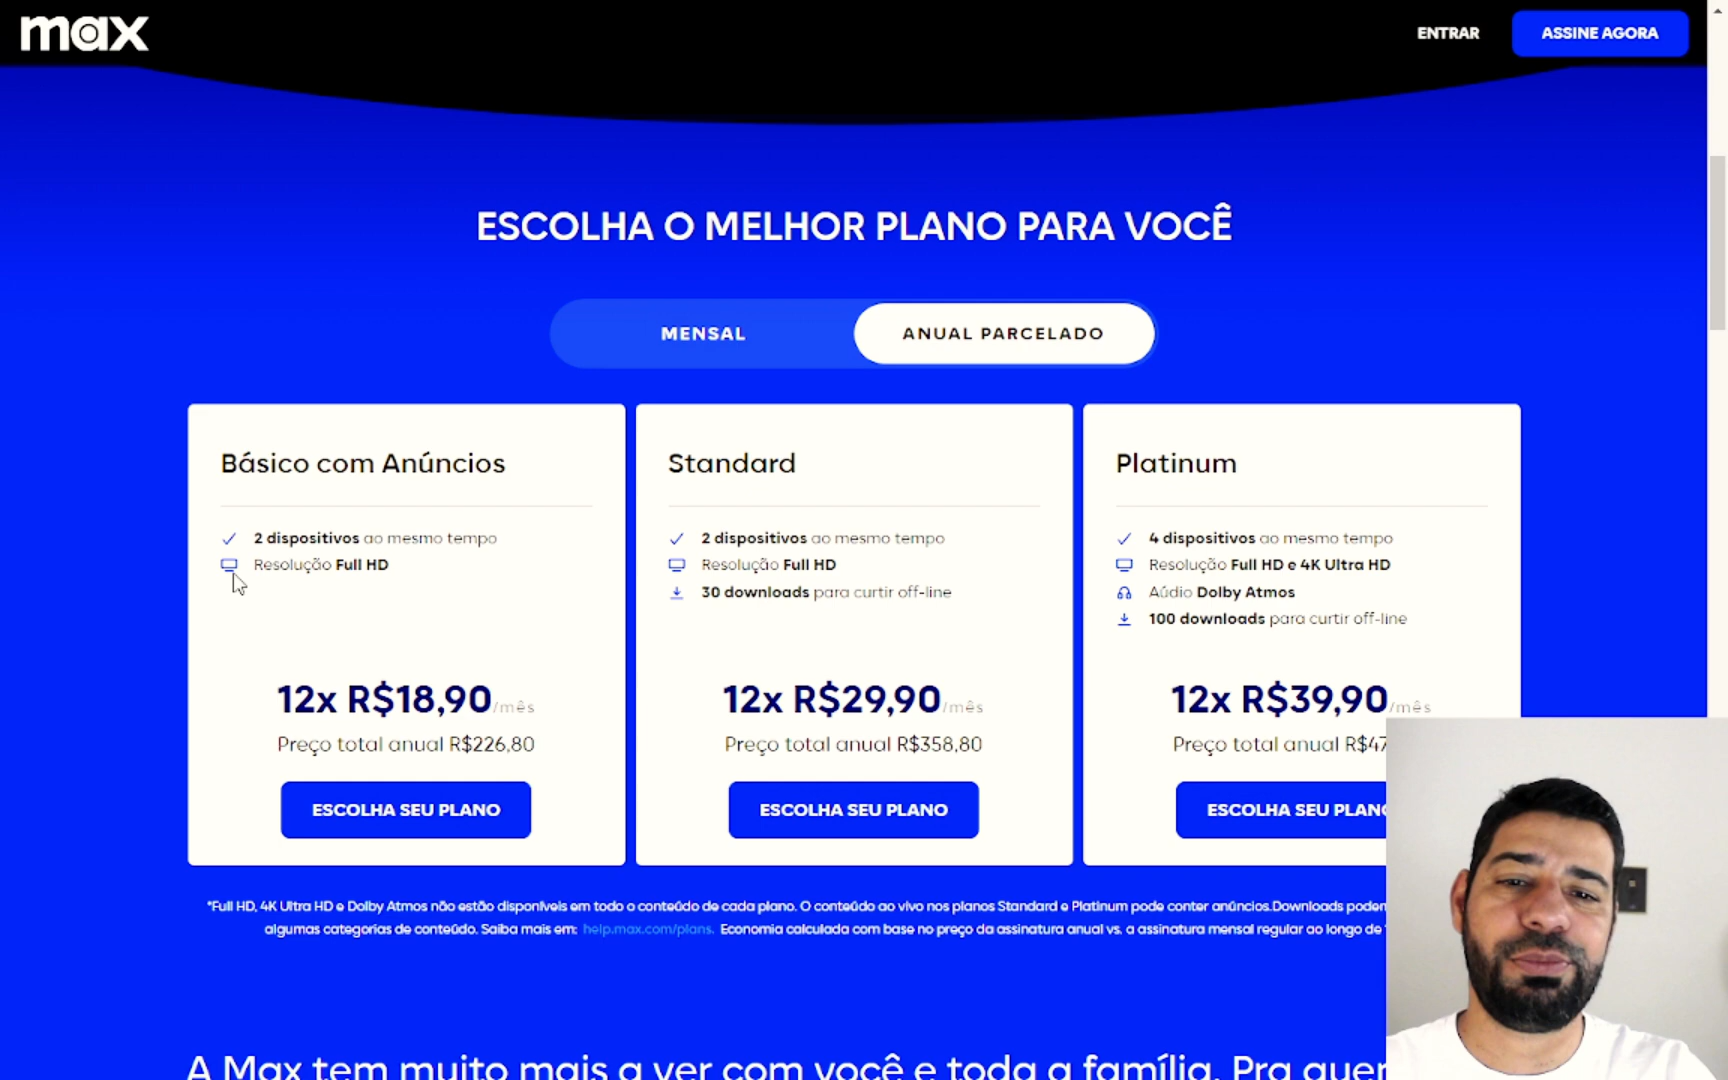 max
ENTRAR
ASSINE AGORA
ESCOLHA O MELHOR PLANO PARA VOCÊ
MENSAL
ANUAL PARCELADO
Básico com Anúncios
2 dispositivos ao mesmo tempo
Resolução Full HD
12x R$18,90/mês
Preço total anual R$226,80
ESCOLHA SEU PLANO
Standard
2 dispositivos ao mesmo tempo
Resolução Full HD
30 downloads para curtir off-line
12x R$29,90/mês
Preço total anual R$358,80
ESCOLHA SEU PLANO
Platinum
4 dispositivos ao mesmo tempo
Resolução Full HD e 4K Ultra HD
Aúdio Dolby Atmos
100 downloads para curtir off-line
12x R$39,90/mês
Preço total anual R$47
ESCOLHA SEU PLANO
*Full HD, 4K Ultra HD e Dolby Atmos não estão disponíveis em todo o conteúdo de cada plano. O conteúdo ao vivo nos planos Standard e Platinum pode conter anúncios.Downloads podem
algumas categorias de conteúdo. Saiba mais em: help.max.com/plans. Economia calculada com base no preço da assinatura anual vs. a assinatura mensal regular ao longo de
A Max tem muito mais a ver com você e toda a família. Pra quem